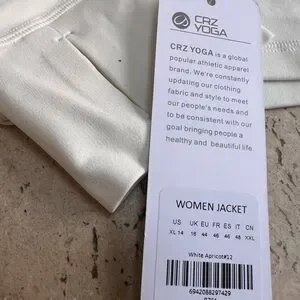 CRZ
YOGA
CRZ YOGA is a global
popular athletic apparel
brand. We're constantly
updating our clothing
fabric and style to meet
our people's needs and
to be consistent with our
goal bringing people a
healthy and beautiful life.
WOMEN JACKET
US UK EU FR ES IT CN
XL 14 16 44 46 46 48 XXL
White Apricot#12
6942088297429